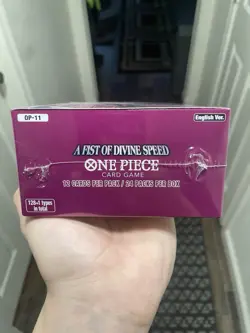 OP-11
English Ver.
A FIST OF DIVINE SPEED
ONE PIECE
CARD GAME
12 CARDS PER PACK / 24 PACKS PER BOX
126+1 types
in total